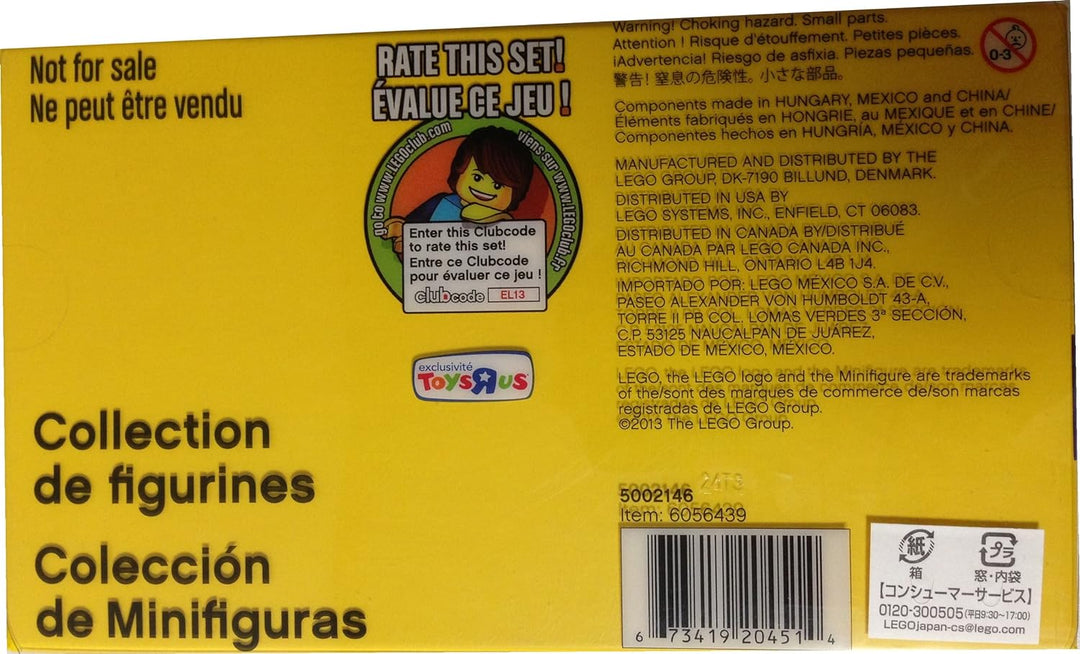 Not for sale
Ne peut être vendu
RATE THIS SET!
ÉVALUE CE JEU !
go to www.LEGOclub.com
viens sur www.LEGOclub.fr
Enter this Clubcode
to rate this set!
Entre ce Clubcode
pour évaluer ce jeu !
clubcode EL13
exclusivité
ToysRus
Collection
de figurines
Colección
de Minifiguras
Warning! Choking hazard. Small parts.
Attention ! Risque d'étouffement. Petites pièces.
¡Advertencia! Riesgo de asfixia. Piezas pequeñas.
警告! 窒息の危険性。小さな部品。
0-3
Components made in HUNGARY, MEXICO and CHINA/
Éléments fabriqués en HONGRIE, au MEXIQUE et en CHINE/
Componentes hechos en HUNGRÍA, MÉXICO y CHINA.
MANUFACTURED AND DISTRIBUTED BY THE
LEGO GROUP, DK-7190 BILLUND, DENMARK.
DISTRIBUTED IN USA BY
LEGO SYSTEMS, INC., ENFIELD, CT 06083.
DISTRIBUTED IN CANADA BY/DISTRIBUÉ
AU CANADA PAR LEGO CANADA INC.,
RICHMOND HILL, ONTARIO L4B 1J4.
IMPORTADO POR: LEGO MÉXICO S.A. DE C.V.,
PASEO ALEXANDER VON HUMBOLDT 43-A,
TORRE II PB COL. LOMAS VERDES 3ª SECCIÓN,
C.P. 53125 NAUCALPAN DE JUÁREZ,
ESTADO DE MÉXICO, MÉXICO.
LEGO, the LEGO logo and the Minifigure are trademarks
of the/sont des marques de commerce de/son marcas
registradas de LEGO Group.
©2013 The LEGO Group.
24T3
5002146
Item: 6056439
6 73419 20451 4
紙
箱
プラ
窓・内袋
【コンシューマーサービス】
0120-300505 (平日9:30~17:00)
LEGOjapan-cs@lego.com